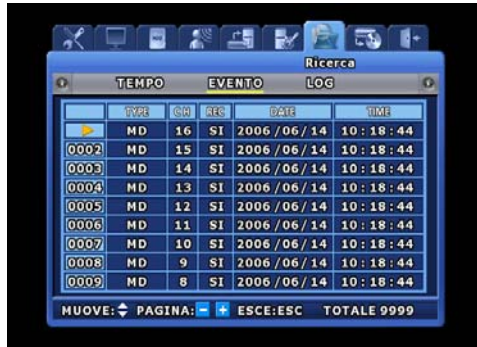 Ricerca
TEMPO EVENTO LOG
TYPE CH REC DATE TIME
MD 16 SI 2006/06/14 10:18:44
0002 MD 15 SI 2006/06/14 10:18:44
0003 MD 14 SI 2006/06/14 10:18:44
0004 MD 13 SI 2006/06/14 10:18:44
0005 MD 12 SI 2006/06/14 10:18:44
0006 MD 11 SI 2006/06/14 10:18:44
0007 MD 10 SI 2006/06/14 10:18:44
0008 MD 9 SI 2006/06/14 10:18:44
0009 MD 8 SI 2006/06/14 10:18:44
MUOVE: PAGINA: - + ESCE:ESC TOTALE 9999